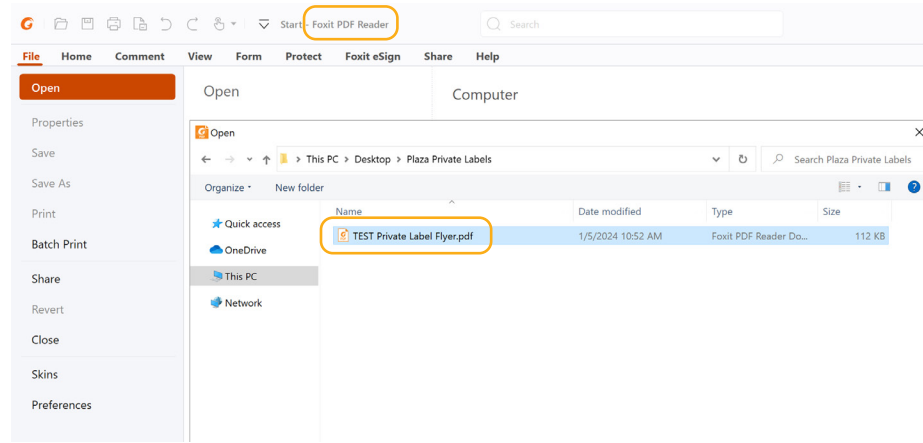 Start - Foxit PDF Reader
Search
File Home Comment View Form Protect Foxit eSign Share Help
Open
Properties
Save
Save As
Print
Batch Print
Share
Revert
Close
Skins
Preferences
Open
Computer
Open
This PC > Desktop > Plaza Private Labels
Search Plaza Private Labels
Organize
New folder
Quick access
OneDrive
This PC
Network
Name Date modified Type Size
TEST Private Label Flyer.pdf 1/5/2024 10:52 AM Foxit PDF Reader Do... 112 KB